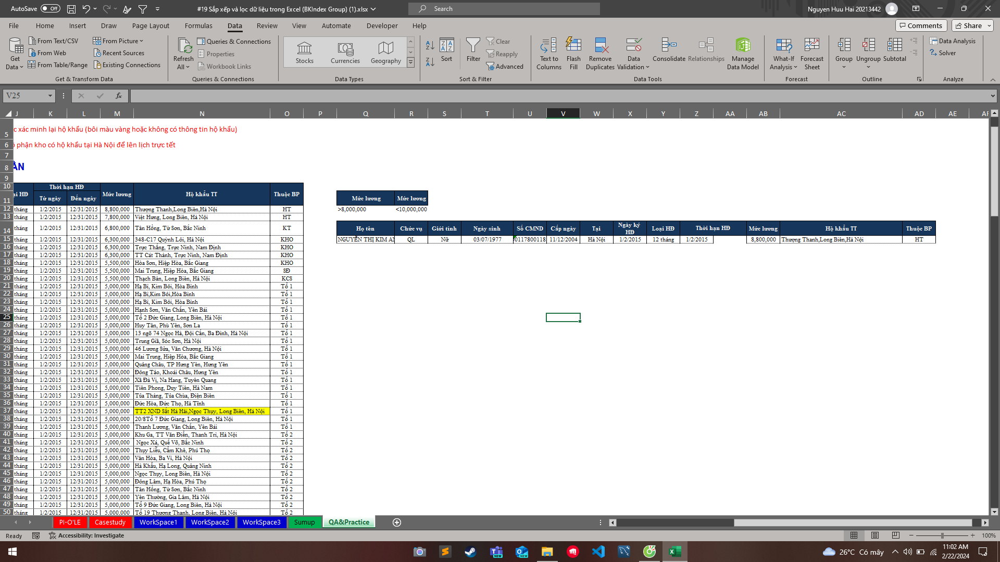 AutoSave Off #19 Sắp xếp và lọc dữ liệu trong Excel (BKIndex Group) (1).xlsx Search Nguyen Huu Hai 20213442
File Home Insert Draw Page Layout Formulas Data Review View Automate Developer Help Comments Share
Get Data From Text/CSV From Web From Table/Range From Picture Recent Sources Existing Connections
Get & Transform Data
Refresh All Queries & Connections Properties Workbook Links
Queries & Connections
Stocks Currencies Geography
Data Types
Sort Filter Clear Reapply Advanced
Sort & Filter
Text to Columns Flash Fill Remove Duplicates Data Validation Consolidate Relationships Manage Data Model
Data Tools
What-If Analysis Forecast Sheet
Forecast
Group Ungroup Subtotal
Outline
Data Analysis Solver
Analyze
V25 fx
J K L M N O P Q R S T U V W X Y Z AA AB AC AD AE AF
5 c xác minh lại hộ khẩu (bôi màu vàng hoặc không có thông tin hộ khẩu)
6 phận kho có hộ khẩu tại Hà Nội để lên lịch trực tết
7
8 ẦN
9
10 Thời hạn HĐ
11 ại HĐ Từ ngày Đến ngày Mức lương Hộ khẩu TT Thuộc BP Mức lương Mức lương
12 tháng 1/2/2015 12/31/2015 8,800,000 Thượng Thanh,Long Biên,Hà Nội HT >8,000,000 <10,000,000
13 tháng 1/2/2015 12/31/2015 7,800,000 Việt Hưng, Long Biên, Hà Nội HT
14 tháng 1/2/2015 12/31/2015 6,800,000 Tân Hồng, Từ Sơn, Bắc Ninh KT Họ tên Chức vụ Giới tính Ngày sinh Số CMND Cấp ngày Tại Ngày ký HĐ Loại HĐ Thời hạn HĐ Mức lương Hộ khẩu TT Thuộc BP
15 tháng 1/2/2015 12/31/2015 6,300,000 348-C17 Quỳnh Lôi, Hà Nội KHO NGUYỄN THỊ KIM AN QL Nữ 03/07/1977 0117800118 11/12/2004 Hà Nội 1/2/2015 12 tháng 1/2/2015 8,800,000 Thượng Thanh,Long Biên,Hà Nội HT
16 tháng 1/2/2015 12/31/2015 6,300,000 Trực Thắng, Trực Ninh, Nam Định KHO
17 tháng 1/2/2015 12/31/2015 6,300,000 TT Cát Thành, Trực Ninh, Nam Định KHO
18 tháng 1/2/2015 12/31/2015 5,500,000 Hòa Sơn, Hiệp Hòa, Bắc Giang KHO
19 tháng 1/2/2015 12/31/2015 5,500,000 Mai Trung, Hiệp Hòa, Bắc Giang SĐ
20 tháng 1/2/2015 12/31/2015 5,500,000 Thạch Bàn, Long Biên, Hà Nội KCS
21 tháng 1/2/2015 12/31/2015 5,000,000 Hạ Bì, Kim Bôi, Hòa Bình Tổ 1
22 tháng 1/2/2015 12/31/2015 5,000,000 Hạ Bì,Kim Bôi,Hòa Bình Tổ 1
23 tháng 1/2/2015 12/31/2015 5,000,000 Hạ Bì, Kim Bôi, Hòa Bình Tổ 1
24 tháng 1/2/2015 12/31/2015 5,000,000 Hạnh Sơn, Văn Chấn, Yên Bái Tổ 1
25 tháng 1/2/2015 12/31/2015 5,000,000 Tổ 2 Đức Giang, Long Biên, Hà Nội Tổ 1
26 tháng 1/2/2015 12/31/2015 5,000,000 Huy Tân, Phù Yên, Sơn La Tổ 1
27 tháng 1/2/2015 12/31/2015 5,000,000 13 ngõ 74 Ngọc Hà, Đội Cấn, Ba Đình, Hà Nội Tổ 1
28 tháng 1/2/2015 12/31/2015 5,000,000 Trung Giã, Sóc Sơn, Hà Nội Tổ 1
29 tháng 1/2/2015 12/31/2015 5,000,000 46 Lương Sử­a, Văn Chương, Hà Nội Tổ 1
30 tháng 1/2/2015 12/31/2015 5,000,000 Mai Trung, Hiệp Hòa, Bắc Giang Tổ 1
31 tháng 1/2/2015 12/31/2015 5,000,000 Quảng Châu, TP Hưng Yên, Hưng Yên Tổ 1
32 tháng 1/2/2015 12/31/2015 5,000,000 Đông Tảo, Khoái Châu, Hưng Yên Tổ 1
33 tháng 1/2/2015 12/31/2015 5,000,000 Xã Đà Vị, Na Hang, Tuyên Quang Tổ 1
34 tháng 1/2/2015 12/31/2015 5,000,000 Tiên Phong, Duy Tiên, Hà Nam Tổ 1
35 tháng 1/2/2015 12/31/2015 5,000,000 Tủa Thàng, Tủa Chùa, Điện Biên Tổ 1
36 tháng 1/2/2015 12/31/2015 5,000,000 Đức Hòa, Đức Thọ, Hà Tĩnh Tổ 1
37 tháng 1/2/2015 12/31/2015 5,000,000 TT2 XND Sắt Hà Hải,Ngọc Thụy, Long Biên, Hà Nội Tổ 1
38 tháng 1/2/2015 12/31/2015 5,000,000 20/8Tổ 7 Đức Giang, Long Biên, Hà Nội Tổ 1
39 tháng 1/2/2015 12/31/2015 5,000,000 Thanh Lương, Văn Chấn, Yên Bái Tổ 1
40 tháng 1/2/2015 12/31/2015 5,000,000 Khu Ga, TT Văn Điển, Thanh Trì, Hà Nội Tổ 2
41 tháng 1/2/2015 12/31/2015 5,000,000 Ngọc Xá, Quế Võ, Bắc Ninh Tổ 2
42 tháng 1/2/2015 12/31/2015 5,000,000 Thụy Liễu, Cẩm Khê, Phú Thọ Tổ 2
43 tháng 1/2/2015 12/31/2015 5,000,000 Vân Hòa, Ba Vì, Hà Nội Tổ 2
44 tháng 1/2/2015 12/31/2015 5,000,000 Hà Khẩu, Hạ Long, Quảng Ninh Tổ 2
45 tháng 1/2/2015 12/31/2015 5,000,000 Ngọc Thụy, Long Biên, Hà Nội Tổ 2
46 tháng 1/2/2015 12/31/2015 5,000,000 Đông Lâm, Hạ Hòa, Phú Thọ Tổ 2
47 tháng 1/2/2015 12/31/2015 5,000,000 Tân Hồng, Từ Sơn, Bắc Ninh Tổ 2
48 tháng 1/2/2015 12/31/2015 5,000,000 Yên Thường, Gia Lâm, Hà Nội Tổ 2
49 tháng 1/2/2015 12/31/2015 5,000,000 Tổ 9 Đức Giang, Long Biên, Hà Nội Tổ 2
50 tháng 1/2/2015 12/31/2015 5,000,000 Tổ 19 Thượng Thanh, Long Biên, Hà Nội Tổ 2
PI-O'LE Casestudy WorkSpace1 WorkSpace2 WorkSpace3 Sumup QA&Practice
Ready Accessibility: Investigate 100%
26°C Có mây 11:02 AM
2/22/2024